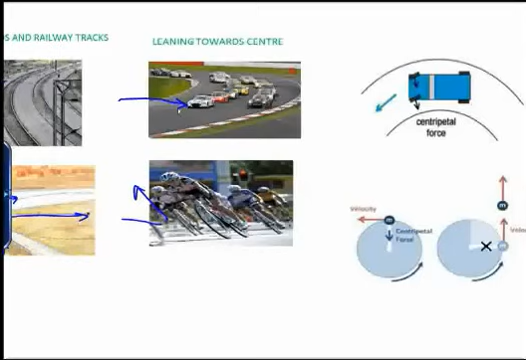 S AND RAILWAY TRACKS
LEANING TOWARDS CENTRE
centripetal
force
Velocity
m
Centripetal
Force
m
m